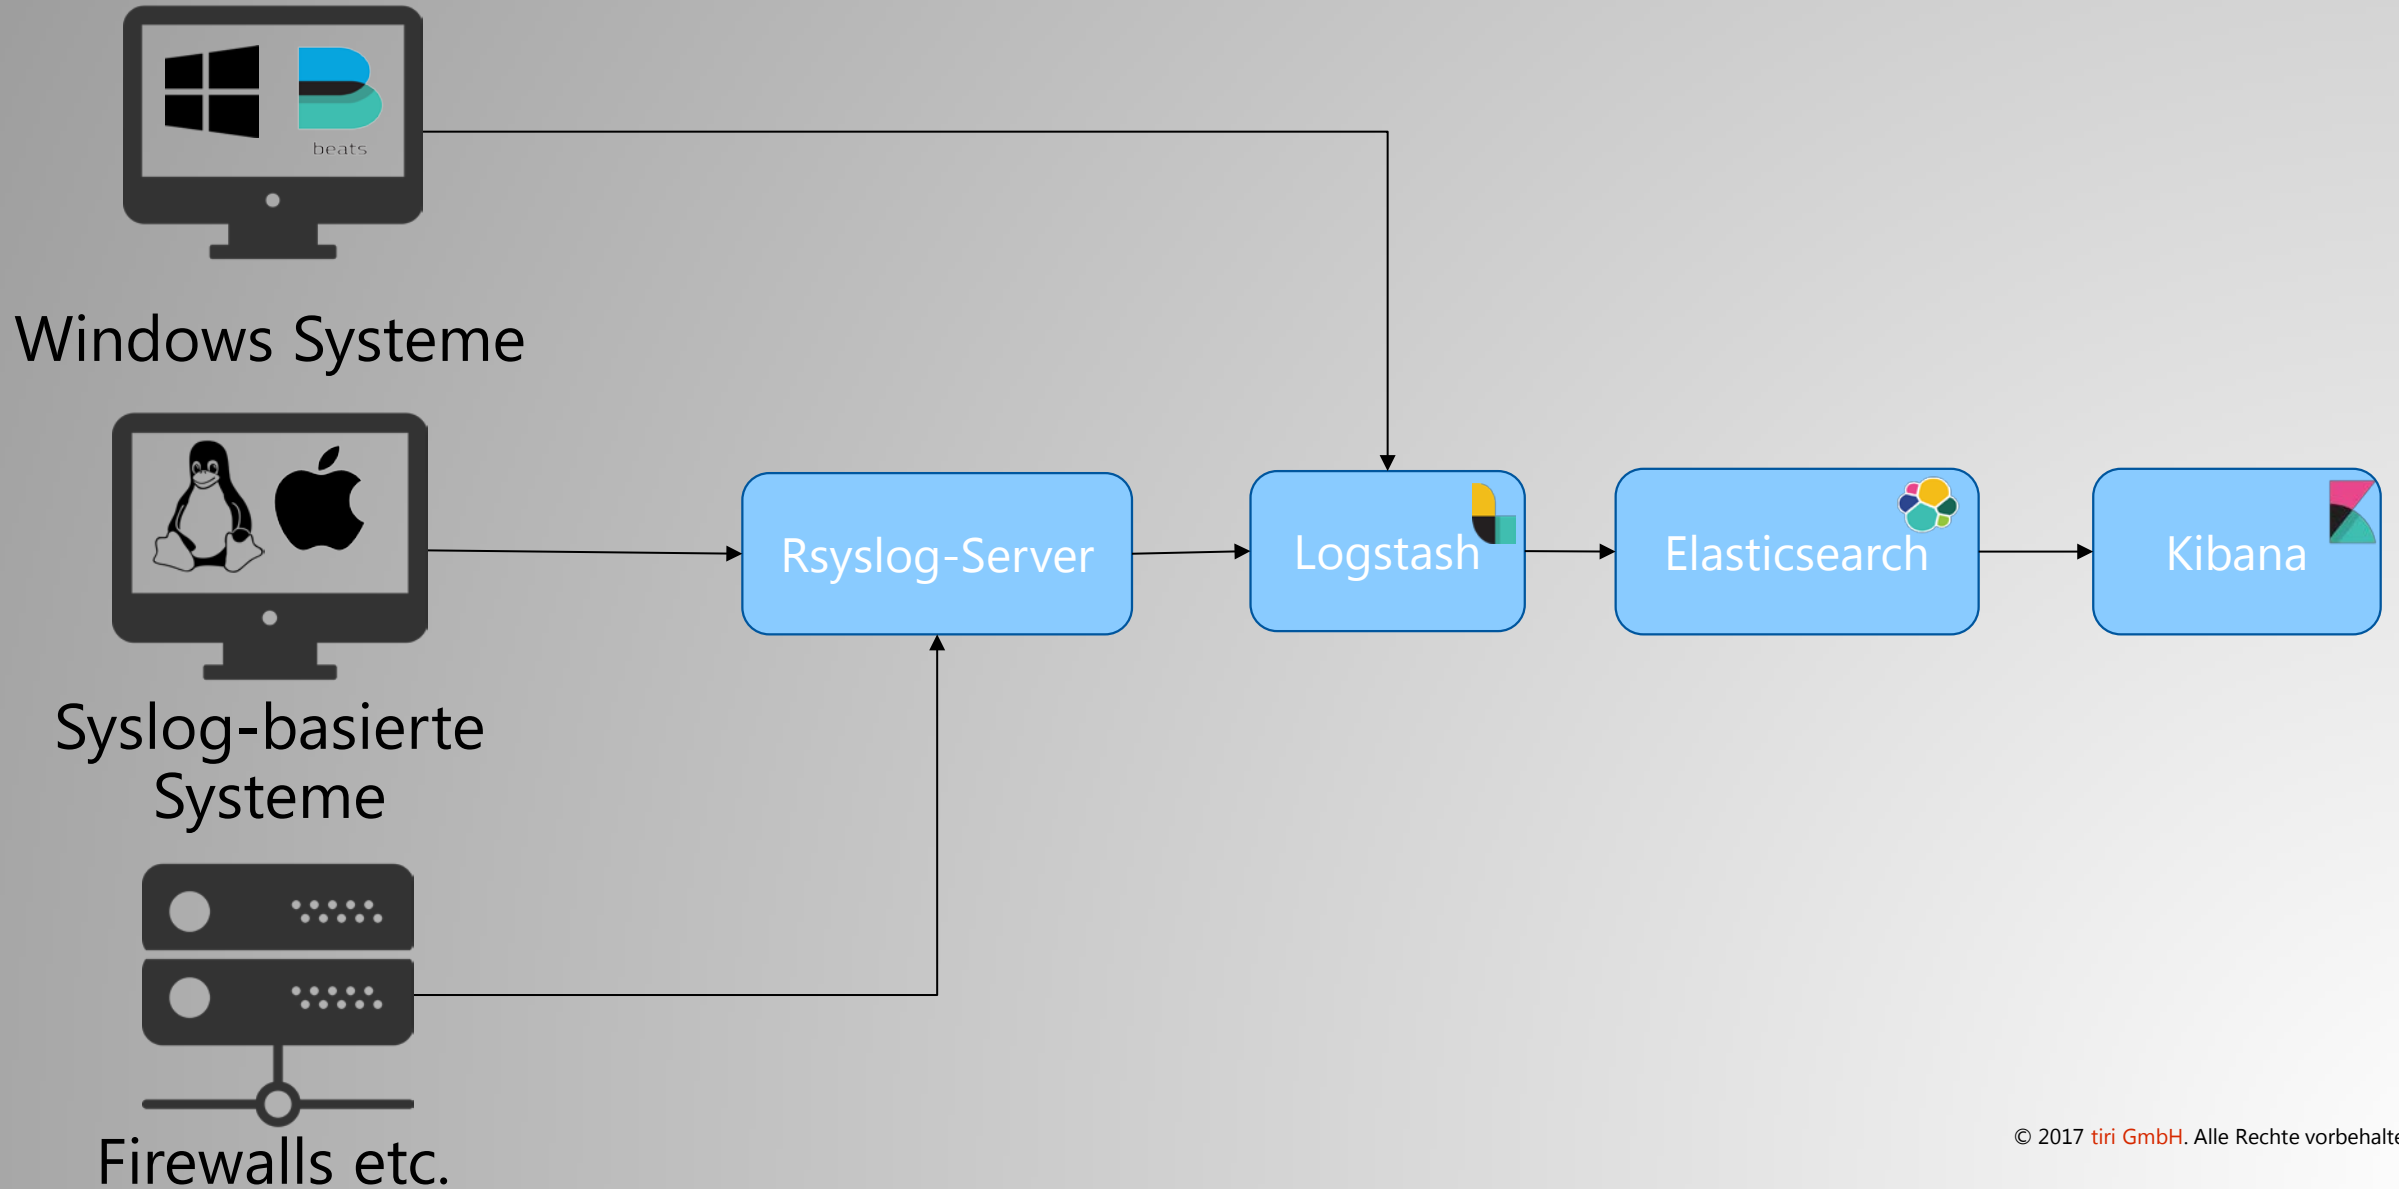 beats
Windows Systeme
Syslog-basierte
Systeme
Rsyslog-Server
Logstash
Elasticsearch
Kibana
Firewalls etc.
© 2017 tiri GmbH. Alle Rechte vorbehalte